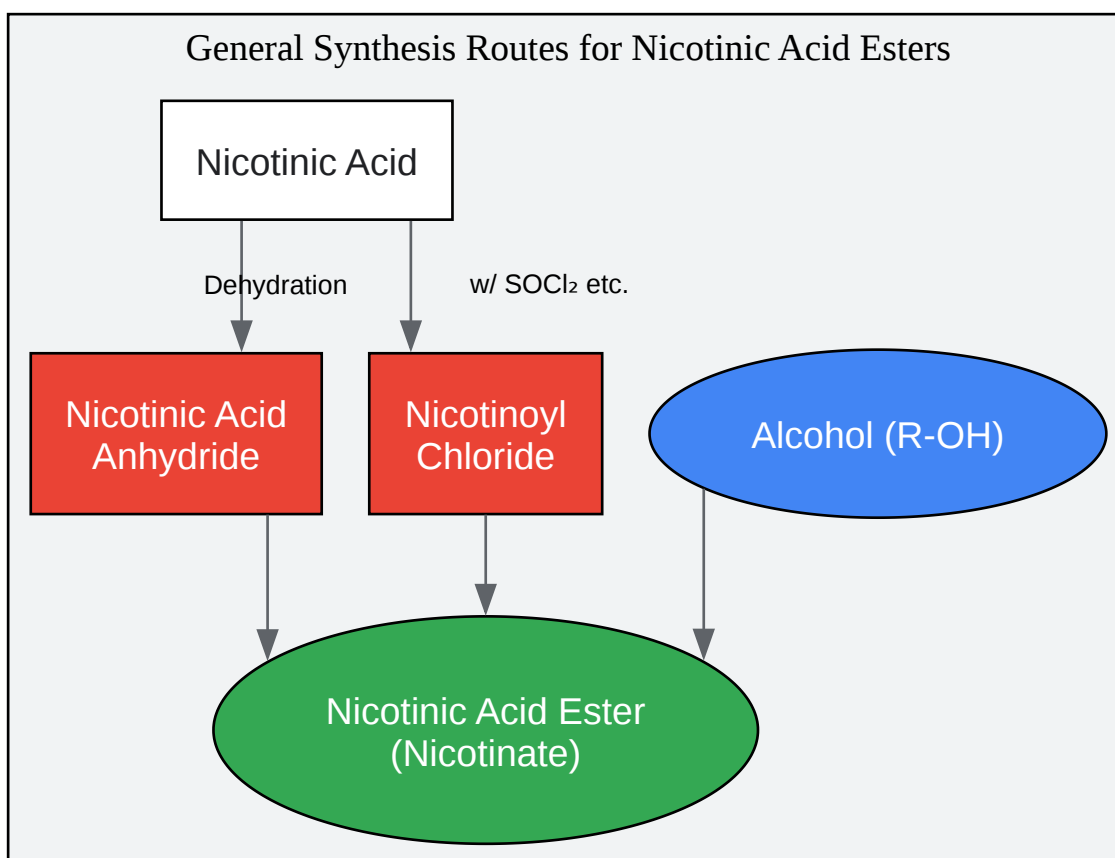 General Synthesis Routes for Nicotinic Acid Esters
Nicotinic Acid
Dehydration
w/ SOCl₂ etc.
Nicotinic Acid
Anhydride
Nicotinoyl
Chloride
Alcohol (R-OH)
Nicotinic Acid Ester
(Nicotinate)